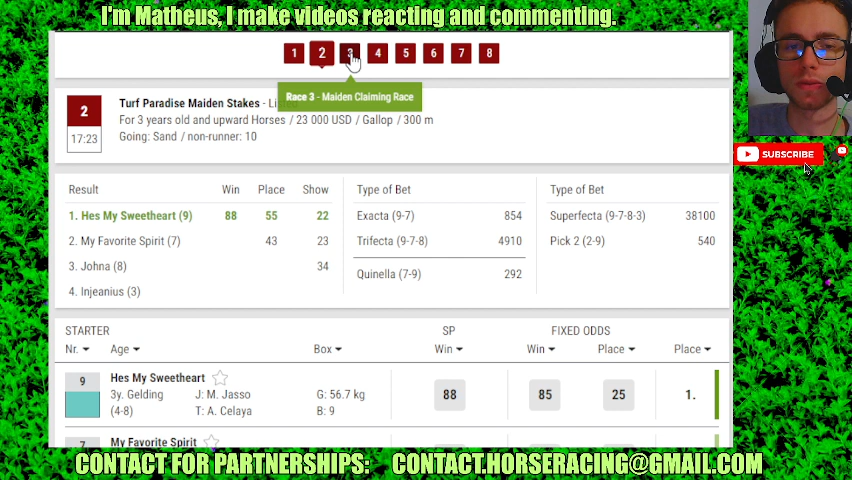 I'm Matheus, I make videos reacting and commenting.
1 2 3 4 5 6 7 8
Race 3 - Maiden Claiming Race
2
17:23
Turf Paradise Maiden Stakes - Li
For 3 years old and upward Horses / 23 000 USD / Gallop / 300 m
Going: Sand / non-runner: 10
SUBSCRIBE
Result Win Place Show
1. Hes My Sweetheart (9) 88 55 22
2. My Favorite Spirit (7) 43 23
3. Johna (8) 34
4. Injeanius (3)
Type of Bet
Exacta (9-7) 854
Trifecta (9-7-8) 4910
Quinella (7-9) 292
Type of Bet
Superfecta (9-7-8-3) 38100
Pick 2 (2-9) 540
STARTER SP FIXED ODDS
Nr. Age Box Win Win Place Place
9
Hes My Sweetheart
3y. Gelding J: M. Jasso G: 56.7 kg
(4-8) T: A. Celaya B: 9
88 85 25 1.
7 My Favorite Spirit
CONTACT FOR PARTNERSHIPS: CONTACT.HORSERACING@GMAIL.COM